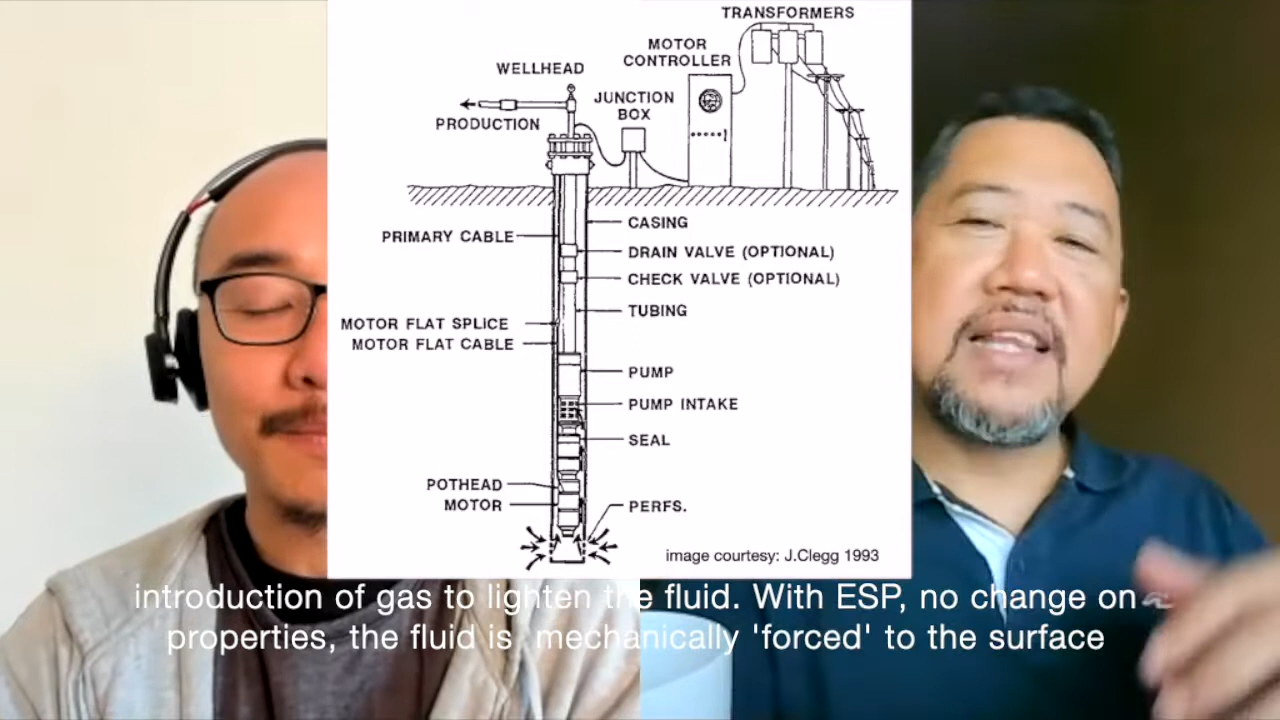 TRANSFORMERS
MOTOR
CONTROLLER
WELLHEAD
JUNCTION
BOX
PRODUCTION
CASING
PRIMARY CABLE
DRAIN VALVE (OPTIONAL)
CHECK VALVE (OPTIONAL)
TUBING
MOTOR FLAT SPLICE
MOTOR FLAT CABLE
PUMP
PUMP INTAKE
SEAL
POTHEAD
MOTOR
PERFS.
image courtesy: J.Clegg 1993
introduction of gas to lighten the fluid. With ESP, no change on
properties, the fluid is mechanically 'forced' to the surface